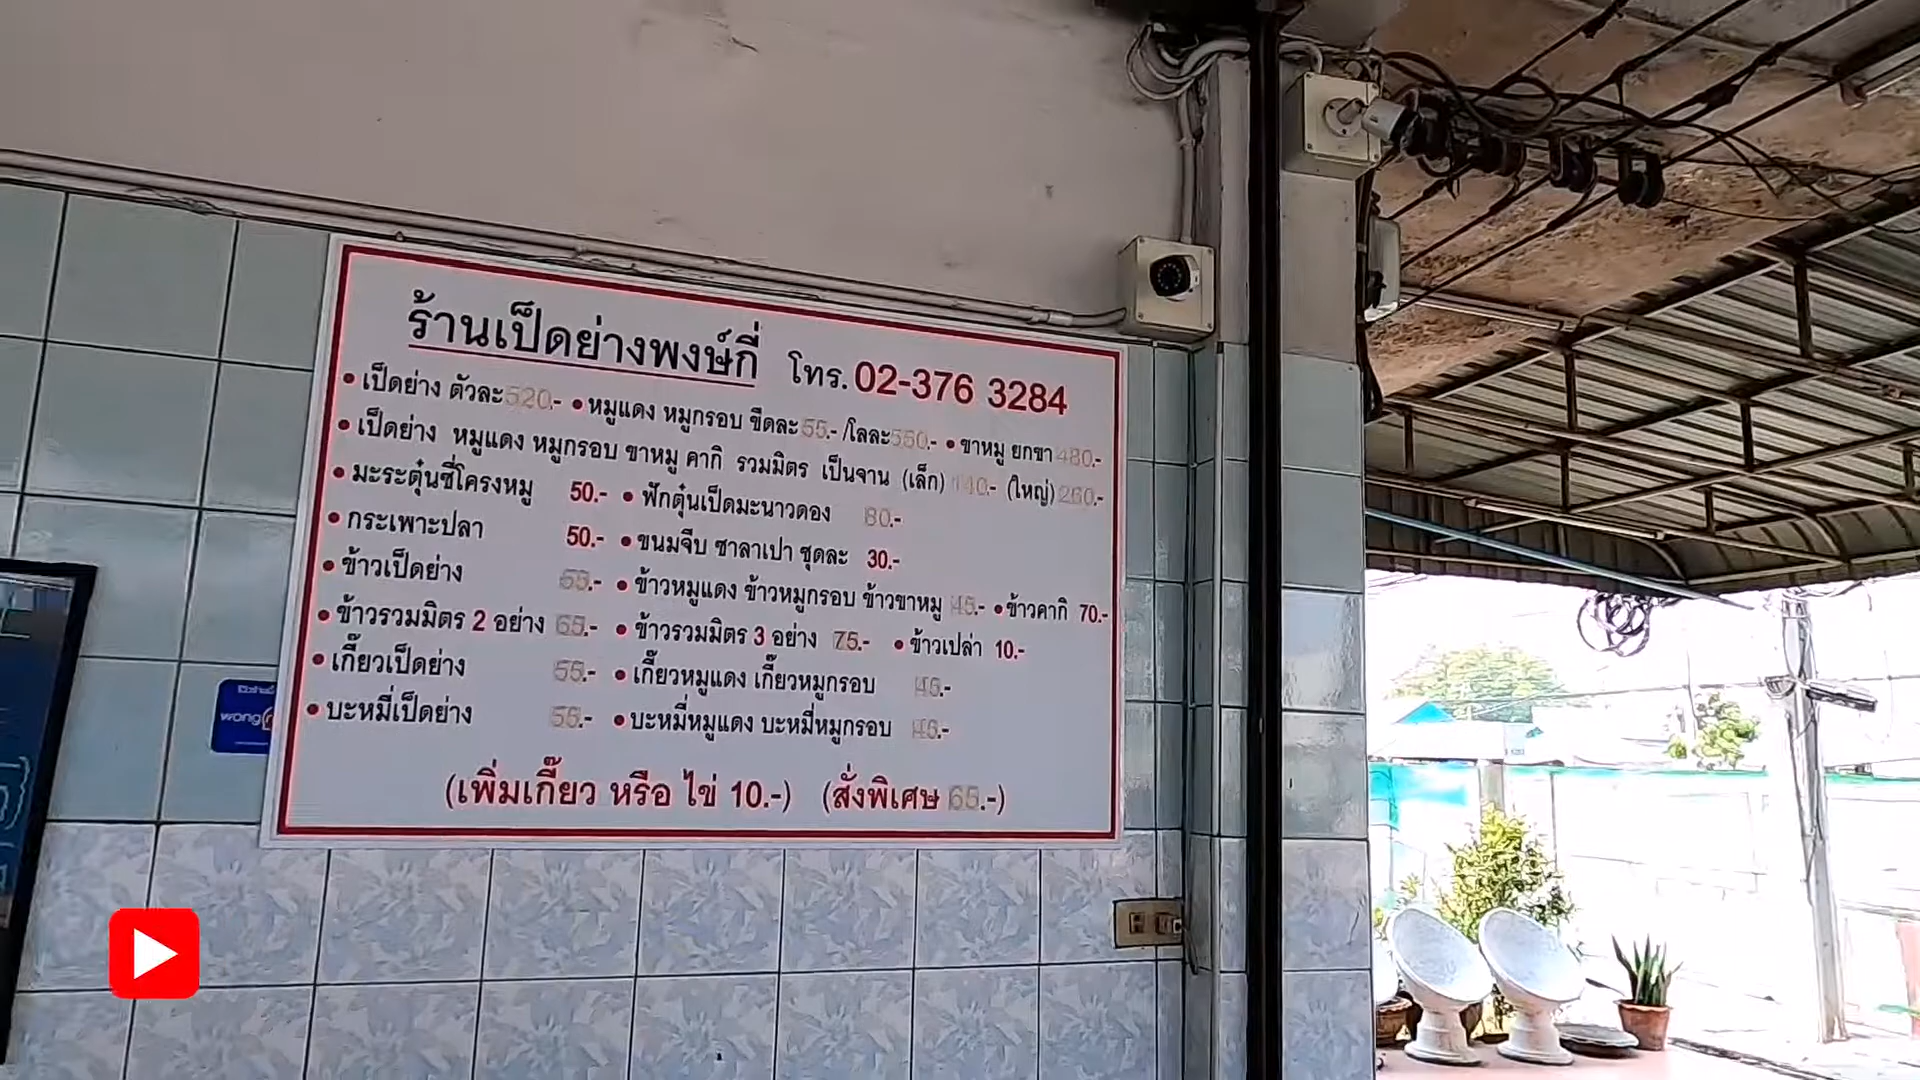 ร้านเป็ดย่างพงษ์กี่ โทร. 02-376 3284
• เป็ดย่าง ตัวละ 520.- • หมูแดง หมูกรอบ ขีดละ 55.- /โลละ 550.- • ขาหมู ยกขา 480.-
• เป็ดย่าง หมูแดง หมูกรอบ ขาหมู คากิ รวมมิตร เป็นจาน (เล็ก) 140.- (ใหญ่) 260.-
• มะระตุ๋นซี่โครงหมู 50.- • ฟักตุ๋นเป็ดมะนาวดอง 80.-
• กระเพาะปลา 50.- • ขนมจีบ ซาลาเปา ชุดละ 30.-
• ข้าวเป็ดย่าง 55.- • ข้าวหมูแดง ข้าวหมูกรอบ ข้าวขาหมู 45.- • ข้าวคากิ 70.-
• ข้าวรวมมิตร 2 อย่าง 65.- • ข้าวรวมมิตร 3 อย่าง 75.- • ข้าวเปล่า 10.-
• เกี๊ยวเป็ดย่าง 55.- • เกี๊ยวหมูแดง เกี๊ยวหมูกรอบ 45.-
• บะหมี่เป็ดย่าง 55.- • บะหมี่หมูแดง บะหมี่หมูกรอบ 45.-
(เพิ่มเกี๊ยว หรือ ไข่ 10.-) (สั่งพิเศษ 65.-)
wong